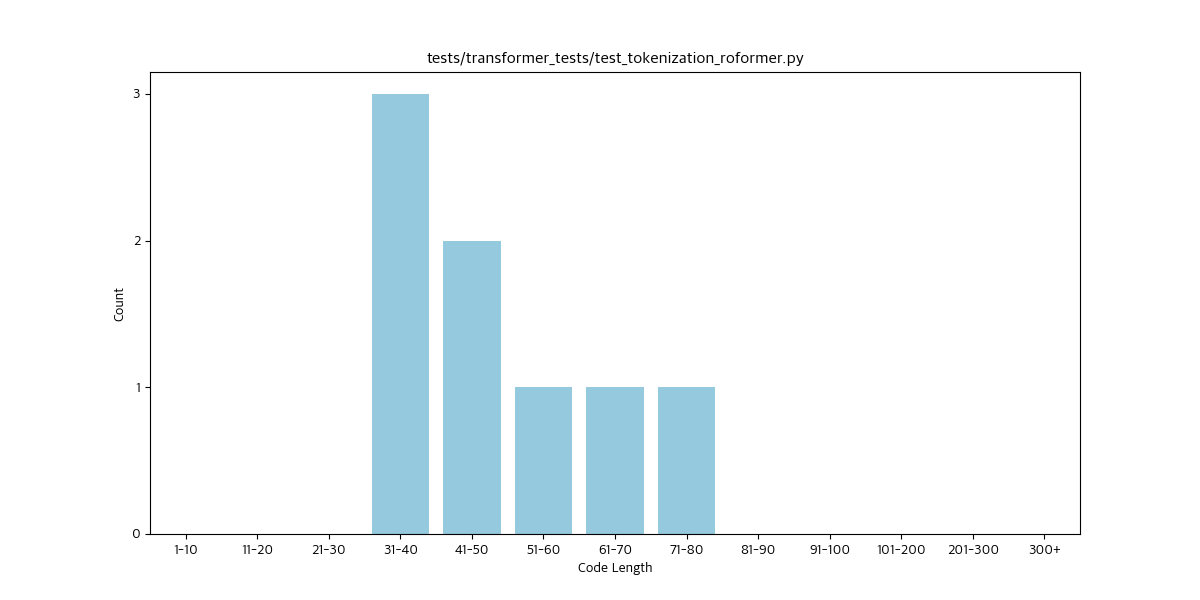 tests/transformer_tests/test_tokenization_roformer.py
3
2
1
0
Count
1-10 11-20 21-30 31-40 41-50 51-60 61-70 71-80 81-90 91-100 101-200 201-300 300+
Code Length